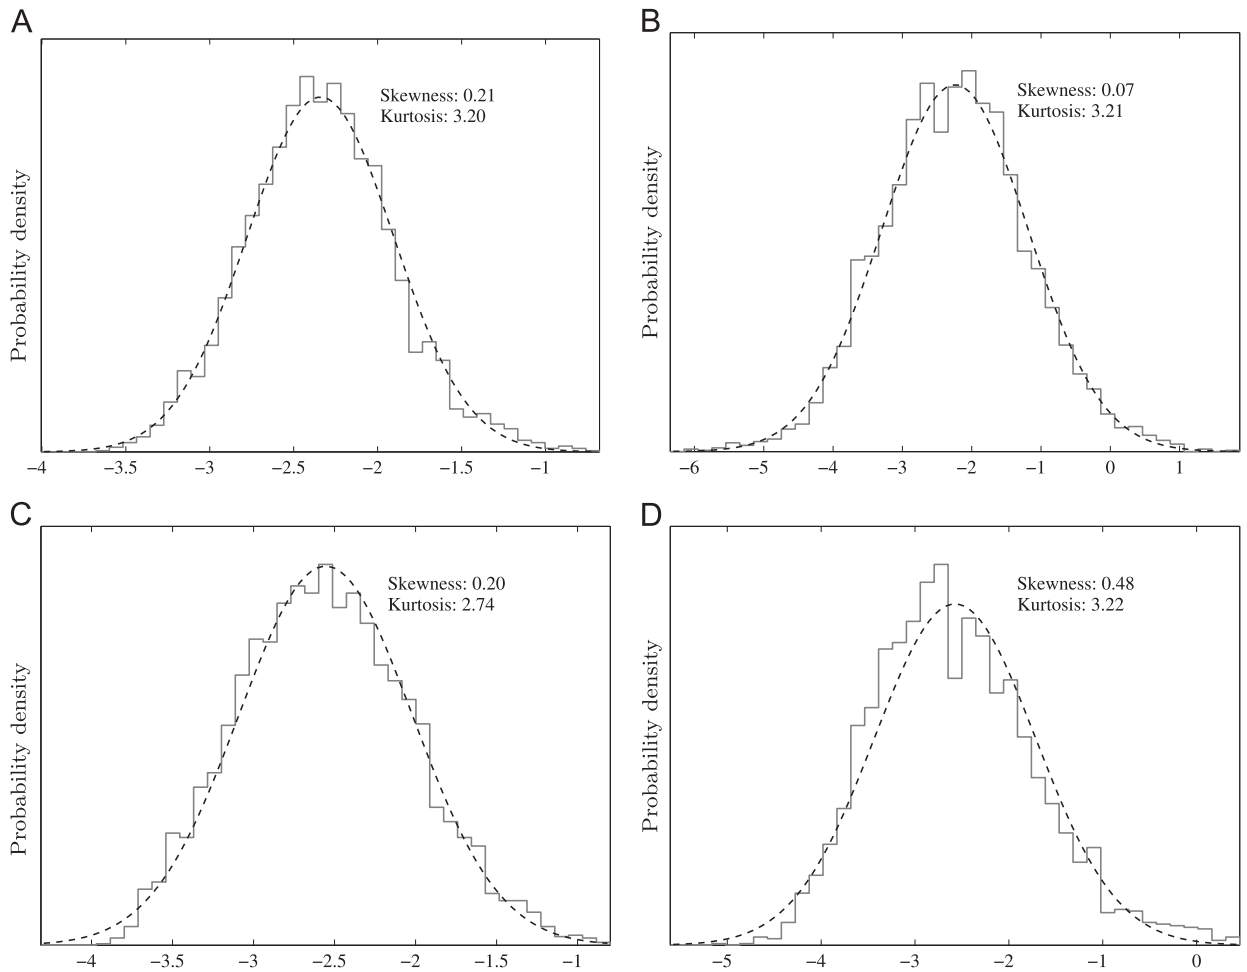 A
Skewness: 0.21
Kurtosis: 3.20
Probability density
−4 −3.5 −3 −2.5 −2 −1.5 −1
B
Skewness: 0.07
Kurtosis: 3.21
Probability density
−6 −5 −4 −3 −2 −1 0 1
C
Skewness: 0.20
Kurtosis: 2.74
Probability density
−4 −3.5 −3 −2.5 −2 −1.5 −1
D
Skewness: 0.48
Kurtosis: 3.22
Probability density
−5 −4 −3 −2 −1 0